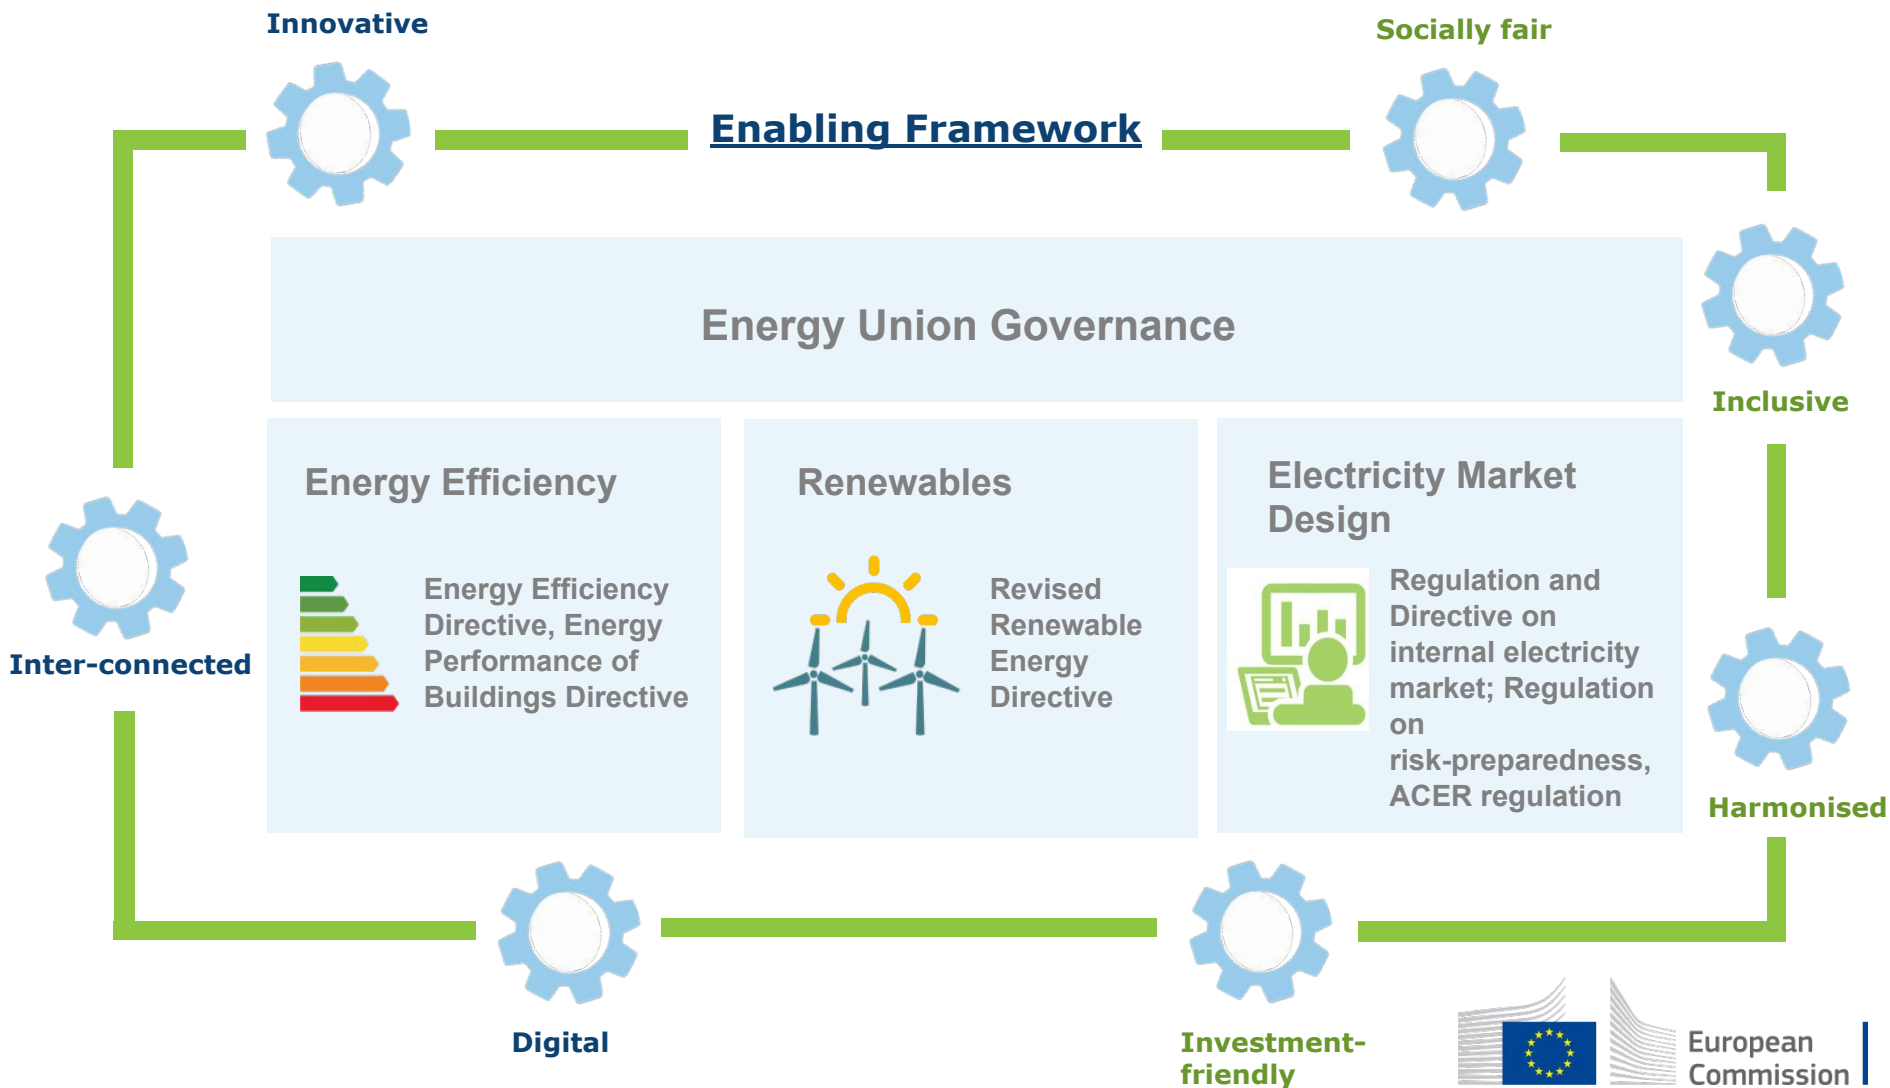 Innovative
Socially fair
Enabling Framework
Energy Union Governance
Inclusive
Energy Efficiency
Energy Efficiency
Directive, Energy
Performance of
Buildings Directive
Renewables
Revised
Renewable
Energy
Directive
Electricity Market
Design
Regulation and
Directive on
internal electricity
market; Regulation
on
risk-preparedness,
ACER regulation
Inter-connected
Harmonised
Digital
Investment-
friendly
European
Commission